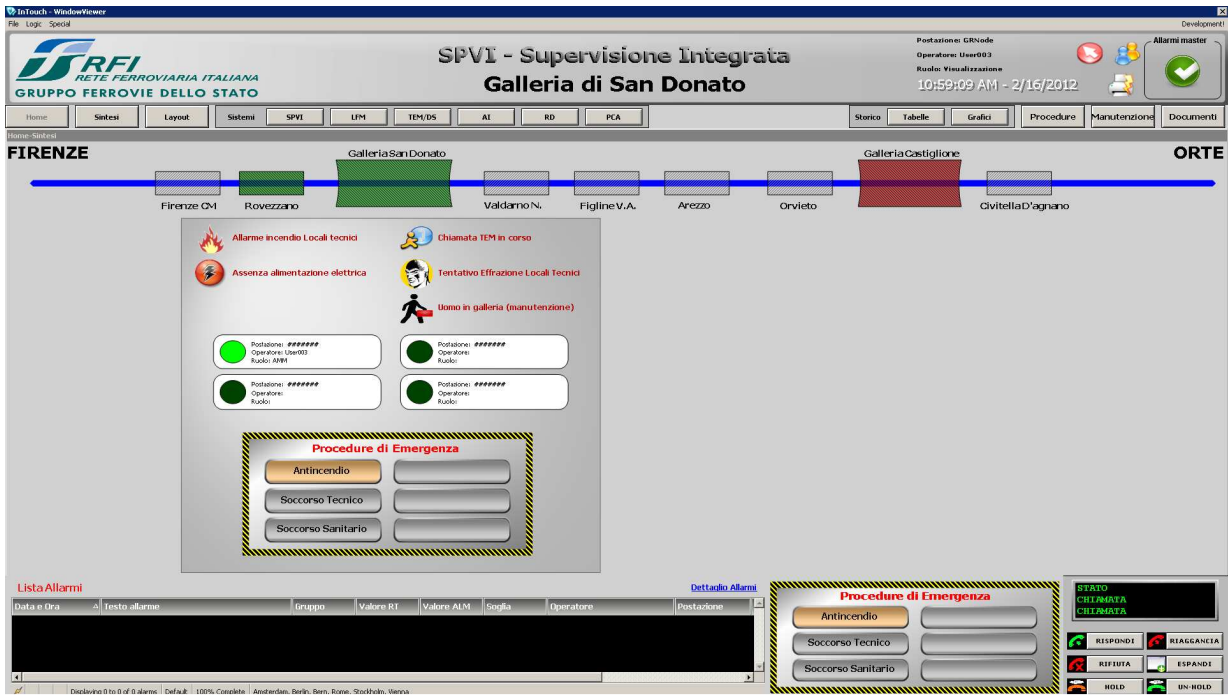 InTouch - WindowViewer
File Logic Special
Development!
RFI
RETE FERROVIARIA ITALIANA
GRUPPO FERROVIE DELLO STATO
SPVI - Supervisione Integrata
Galleria di San Donato
Postazione: GRNode
Operatore: User003
Ruolo: Visualizzazione
10:59:09 AM - 2/16/2012
Allarmi master
Home Sintesi Layout Sistemi SPVI LFM TEM/DS AI RD PCA Storico Tabelle Grafici Procedure Manutenzione Documenti
Home-Sintesi
FIRENZE
ORTE
Galleria San Donato
Galleria Castiglione
Firenze CM Rovezzano Valdarno N. Figline V.A. Arezzo Orvieto Civitella D'agnano
Allarme incendio Locali tecnici
Chiamata TEM in corso
Assenza alimentazione elettrica
Tentativo Effrazione Locali Tecnici
Uomo in galleria (manutenzione)
Postazione: #######
Operatore: User003
Ruolo: AMM
Postazione: #######
Operatore:
Ruolo:
Postazione: #######
Operatore:
Ruolo:
Postazione: #######
Operatore:
Ruolo:
Procedure di Emergenza
Antincendio
Soccorso Tecnico
Soccorso Sanitario
Lista Allarmi
Dettaglio Allarmi
Data e Ora Testo allarme Gruppo Valore RT Valore ALM Soglia Operatore Postazione
Displaying 0 to 0 of 0 alarms Default 100% Complete Amsterdam, Berlin, Bern, Rome, Stockholm, Vienna
Procedure di Emergenza
Antincendio
Soccorso Tecnico
Soccorso Sanitario
STATO
CHIAMATA
CHIAMATA
RISPONDI RIAGGANCIA
RIFIUTA ESPANDI
HOLD UN-HOLD